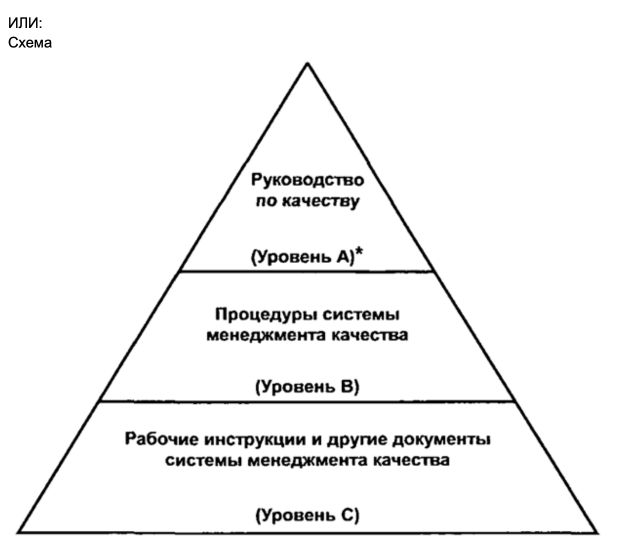 ИЛИ:
Схема
Руководство
по качеству
(Уровень А)*
Процедуры системы
менеджмента качества
(Уровень В)
Рабочие инструкции и другие документы
системы менеджмента качества
(Уровень С)